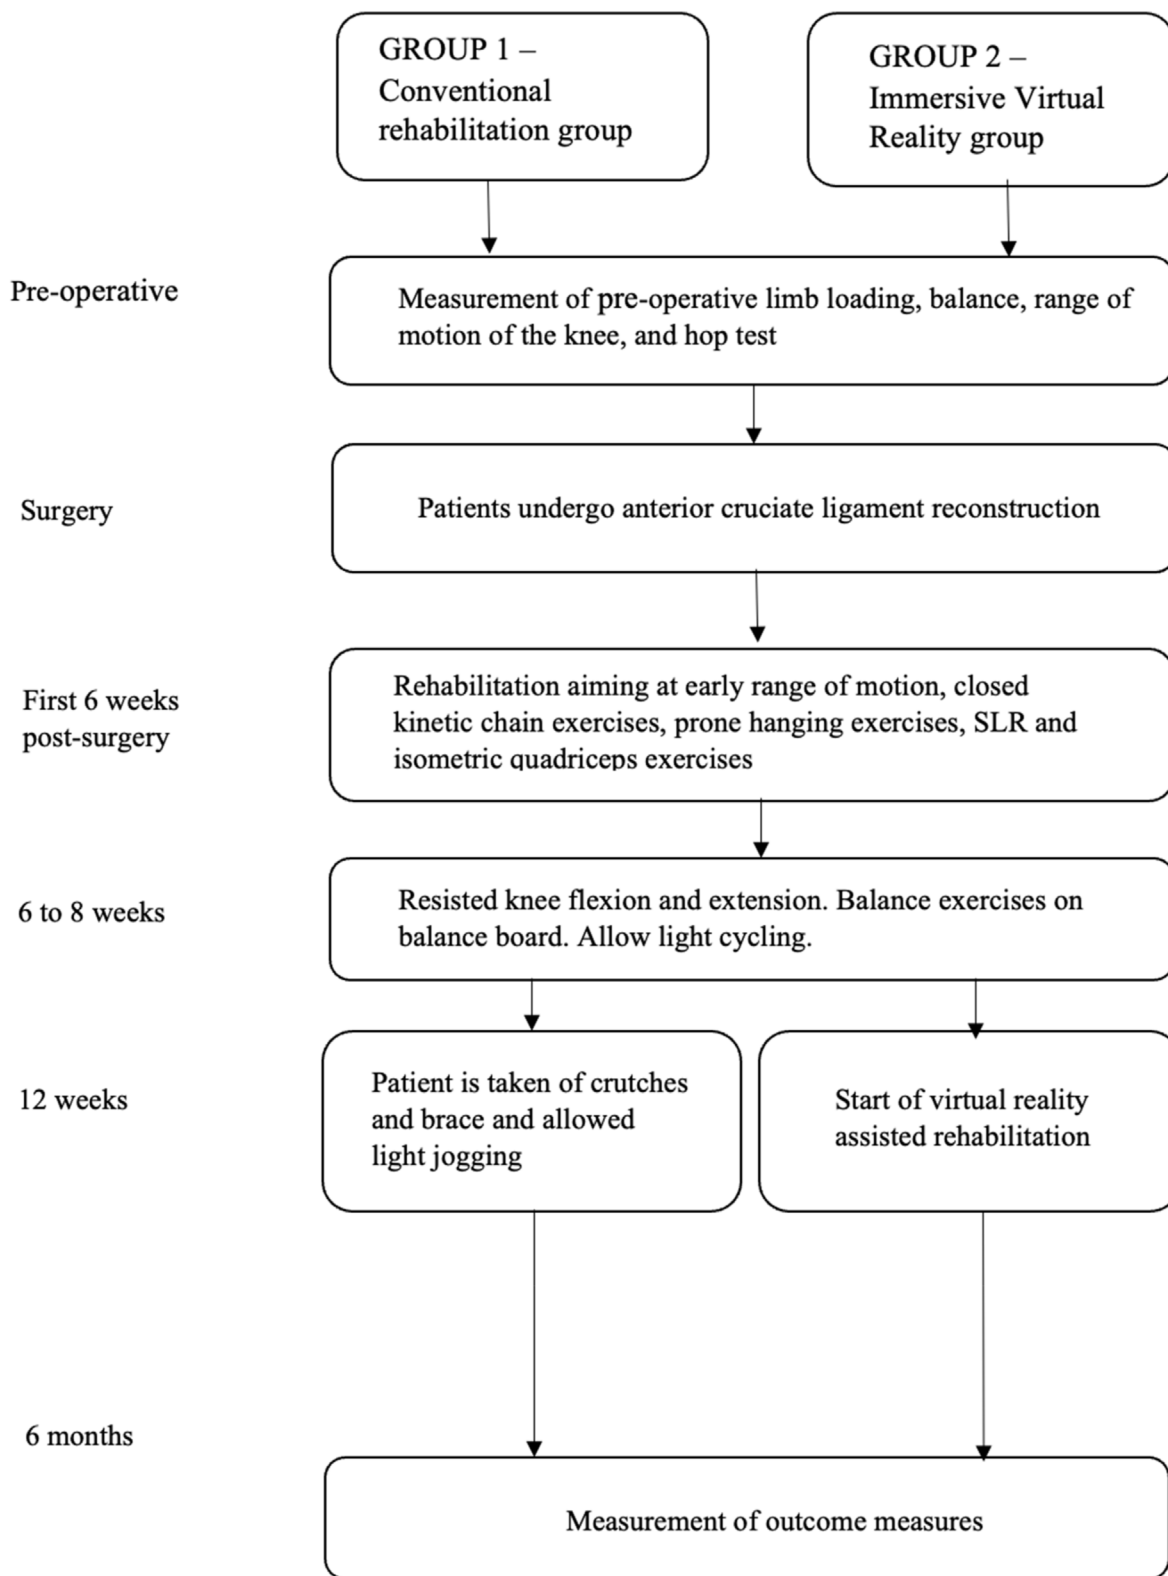 GROUP 1 –
Conventional
rehabilitation group
GROUP 2 –
Immersive Virtual
Reality group
Pre-operative
Measurement of pre-operative limb loading, balance, range of
motion of the knee, and hop test
Surgery
Patients undergo anterior cruciate ligament reconstruction
First 6 weeks
post-surgery
Rehabilitation aiming at early range of motion, closed
kinetic chain exercises, prone hanging exercises, SLR and
isometric quadriceps exercises
6 to 8 weeks
Resisted knee flexion and extension. Balance exercises on
balance board. Allow light cycling.
12 weeks
Patient is taken of crutches
and brace and allowed
light jogging
Start of virtual reality
assisted rehabilitation
6 months
Measurement of outcome measures